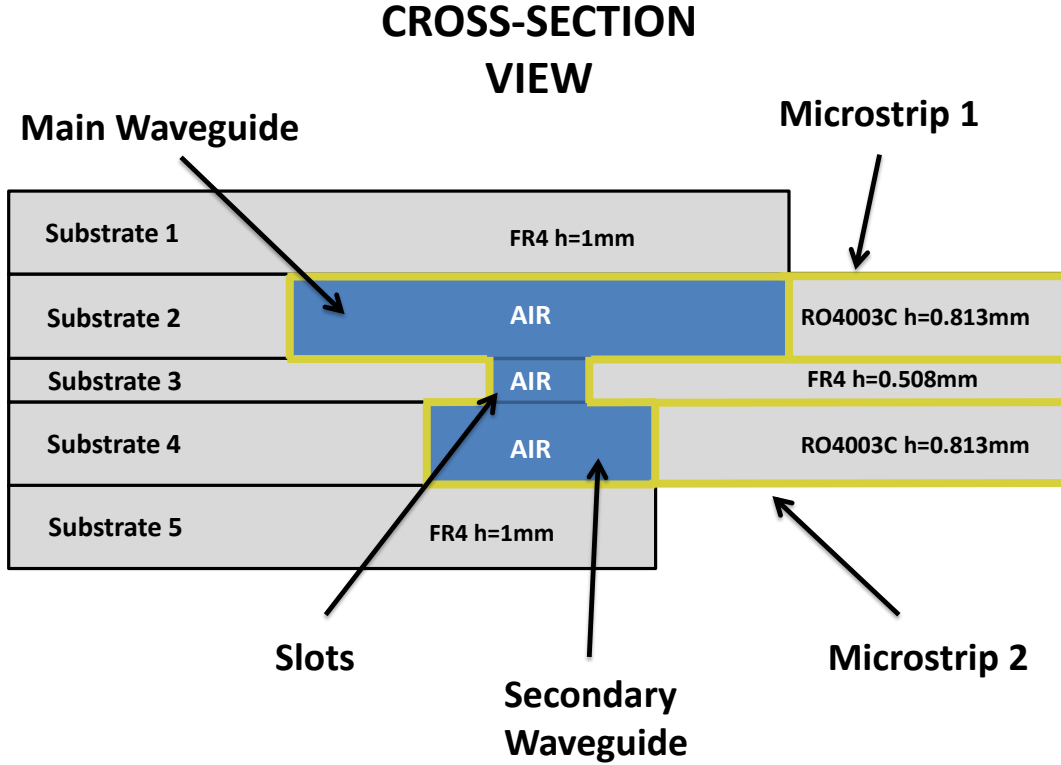 CROSS-SECTION
VIEW
Main Waveguide
Microstrip 1
Substrate 1
FR4 h=1mm
Substrate 2
AIR
RO4003C h=0.813mm
Substrate 3
AIR
FR4 h=0.508mm
Substrate 4
AIR
RO4003C h=0.813mm
Substrate 5
FR4 h=1mm
Slots
Secondary
Waveguide
Microstrip 2